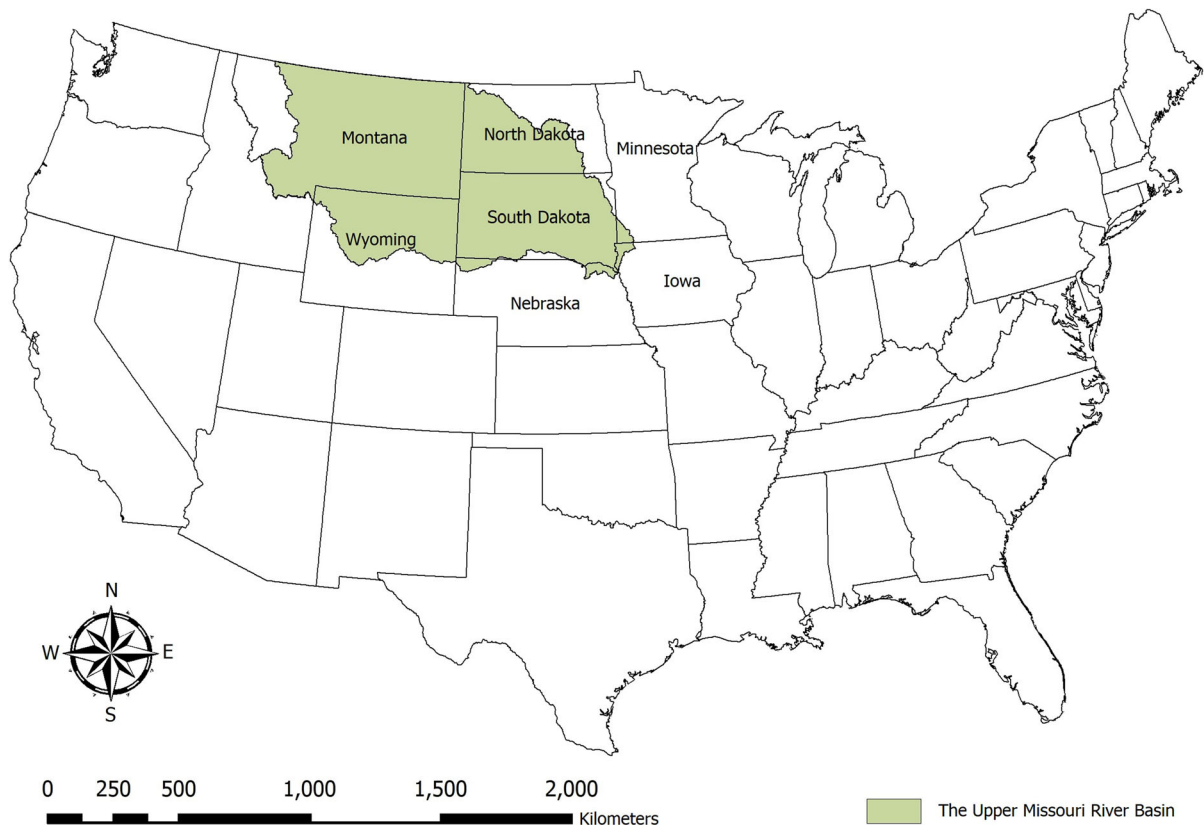 Montana
North Dakota
Minnesota
South Dakota
Wyoming
Iowa
Nebraska
N
W E
S
0 250 500 1,000 1,500 2,000
Kilometers
The Upper Missouri River Basin